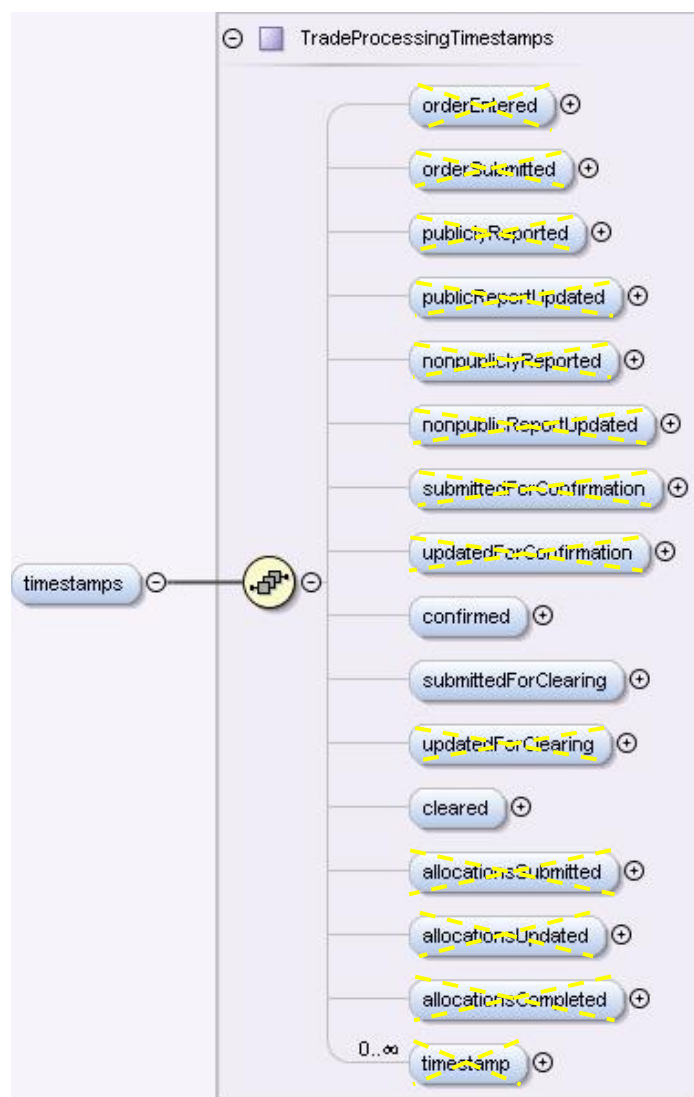 TradeProcessingTimestamps
orderEntered
orderSubmitted
publiclyReported
publicReportUpdated
nonpubliclyReported
nonpublicReportUpdated
submittedForConfirmation
updatedForConfirmation
timestamps
confirmed
submittedForClearing
updatedForClearing
cleared
allocationsSubmitted
allocationsUpdated
allocationsCompleted
0..∞
timestamp